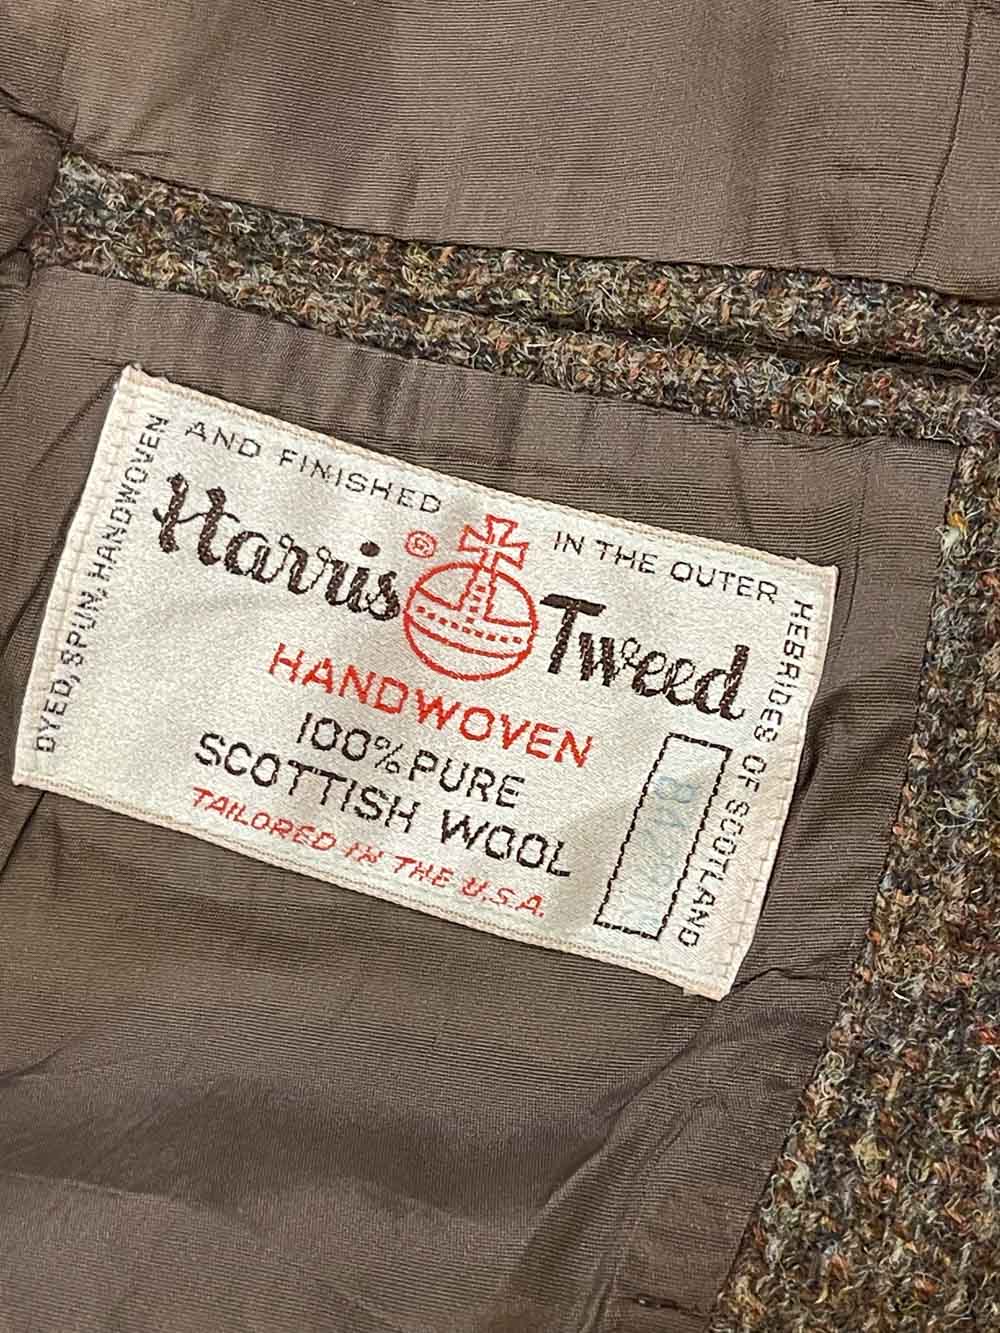 DYED, SPUN, HANDWOVEN
AND FINISHED
IN THE OUTER
HEBRIDES OF SCOTLAND
Harris ® Tweed
HANDWOVEN
100% PURE
SCOTTISH WOOL
TAILORED IN THE U.S.A.